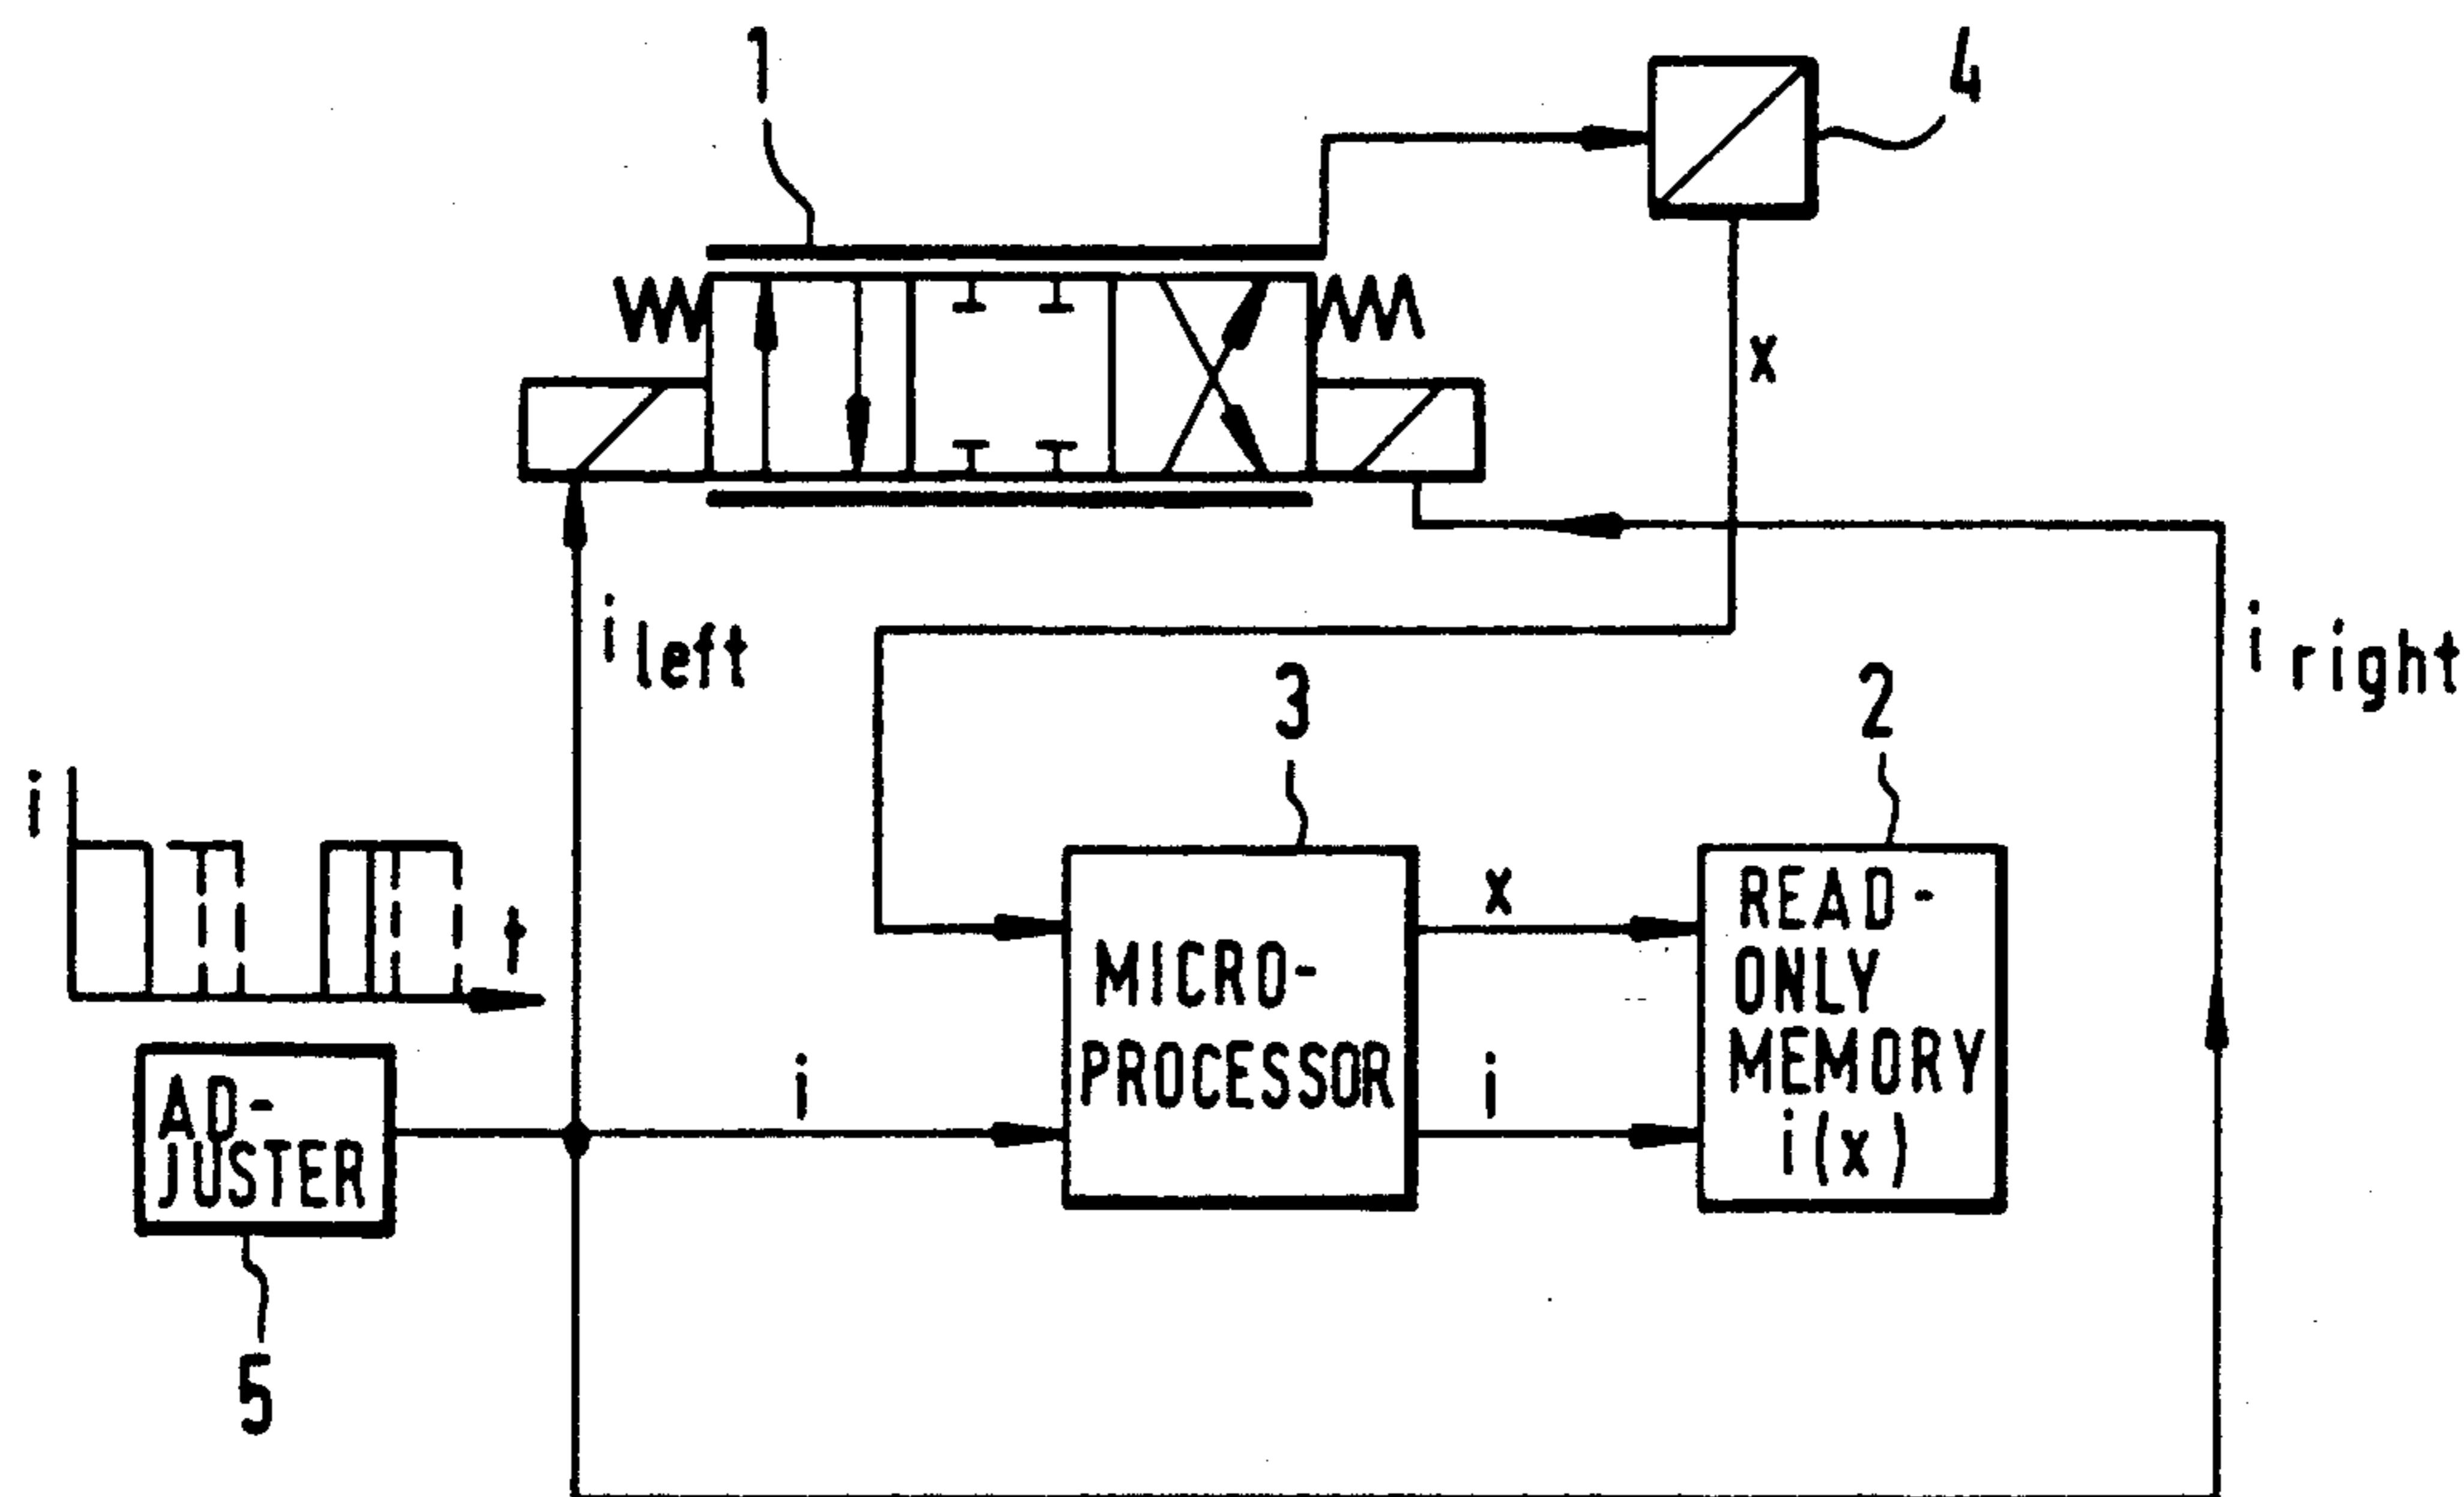 1
4
x
i left
i right
3
2
i
t
x
READ-
ONLY
MEMORY
i(x)
MICRO-
PROCESSOR
i
i
AD-
JUSTER
5